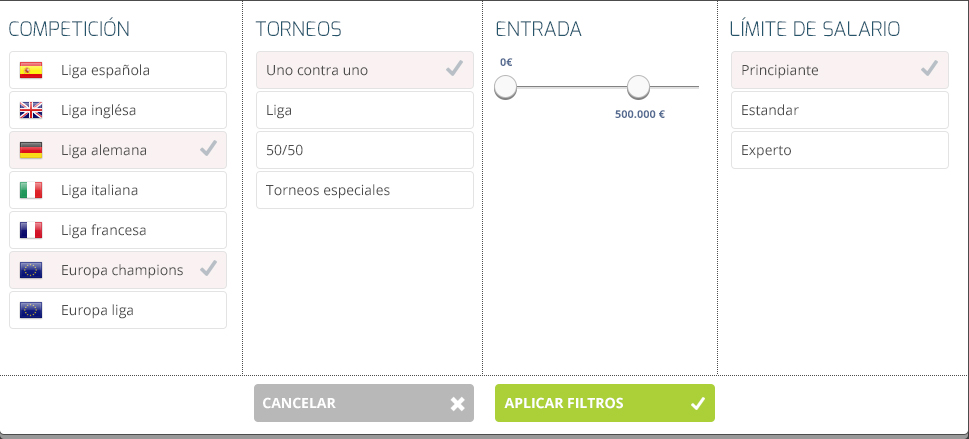 COMPETICIÓN
Liga española
Liga inglésa
Liga alemana
Liga italiana
Liga francesa
Europa champions
Europa liga
TORNEOS
Uno contra uno
Liga
50/50
Torneos especiales
ENTRADA
0€
500.000 €
LÍMITE DE SALARIO
Principiante
Estandar
Experto
CANCELAR
APLICAR FILTROS